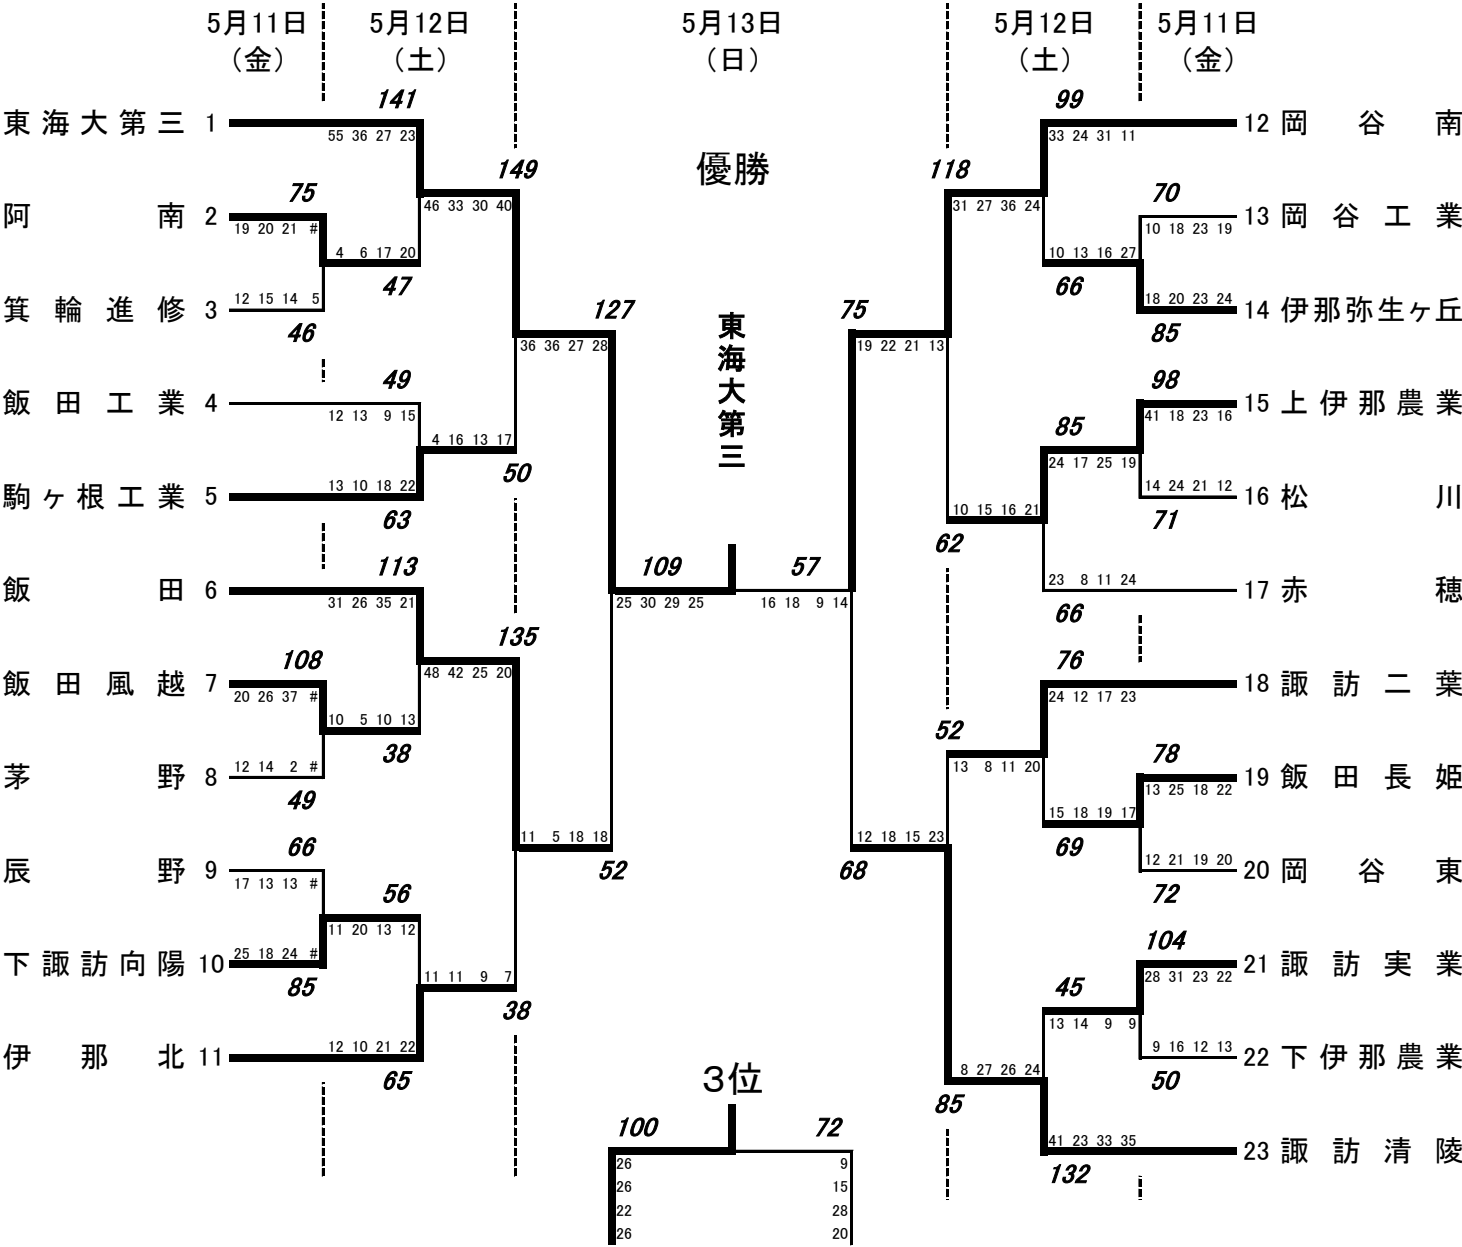 5月11日 5月12日 5月13日 5月12日 5月11日
(金) (土) (日) (土) (金)
141 99
東海大第三 1 12 岡谷南
55 36 27 23 33 24 31 11
149 優勝 118
75 70
46 33 30 40 31 27 36 24
阿南 2 13 岡谷工業
19 20 21 # 10 18 23 19
4 6 17 20 10 13 16 27
47 66
12 15 14 5 18 20 23 24
箕輪進修 3 127 75 14 伊那弥生ヶ丘
46 85
36 36 27 28 19 22 21 13
東海大第三
49 98
飯田工業 4 15 上伊那農業
12 13 9 15 41 18 23 16
85
4 16 13 17 24 17 25 19
50
13 10 18 22 14 24 21 12
駒ヶ根工業 5 16 松川
63 71
10 15 16 21
62
113 109 57
23 8 11 24
飯田 6 17 赤穂
31 26 35 21 25 30 29 25 16 18 9 14
66
135
108 76
48 42 25 20
飯田風越 7 18 諏訪二葉
20 26 37 # 24 12 17 23
10 5 10 13 52
38 78
12 14 2 # 13 8 11 20
茅野 8 19 飯田長姫
49 13 25 18 22
15 18 19 17
11 5 18 18 12 18 15 23
66 69
12 21 19 20
辰野 9 52 68 20 岡谷東
17 13 13 #
56 72
11 20 13 12
104
25 18 24 #
下諏訪向陽 10 21 諏訪実業
85 45 28 31 23 22
11 11 9 7
38 13 14 9 9
12 10 21 22 9 16 12 13
伊那北 11 22 下伊那農業
65 3位 8 27 26 24 50
85
100 72
41 23 33 35
23 諏訪清陵
132
26 9
26 15
22 28
26 20